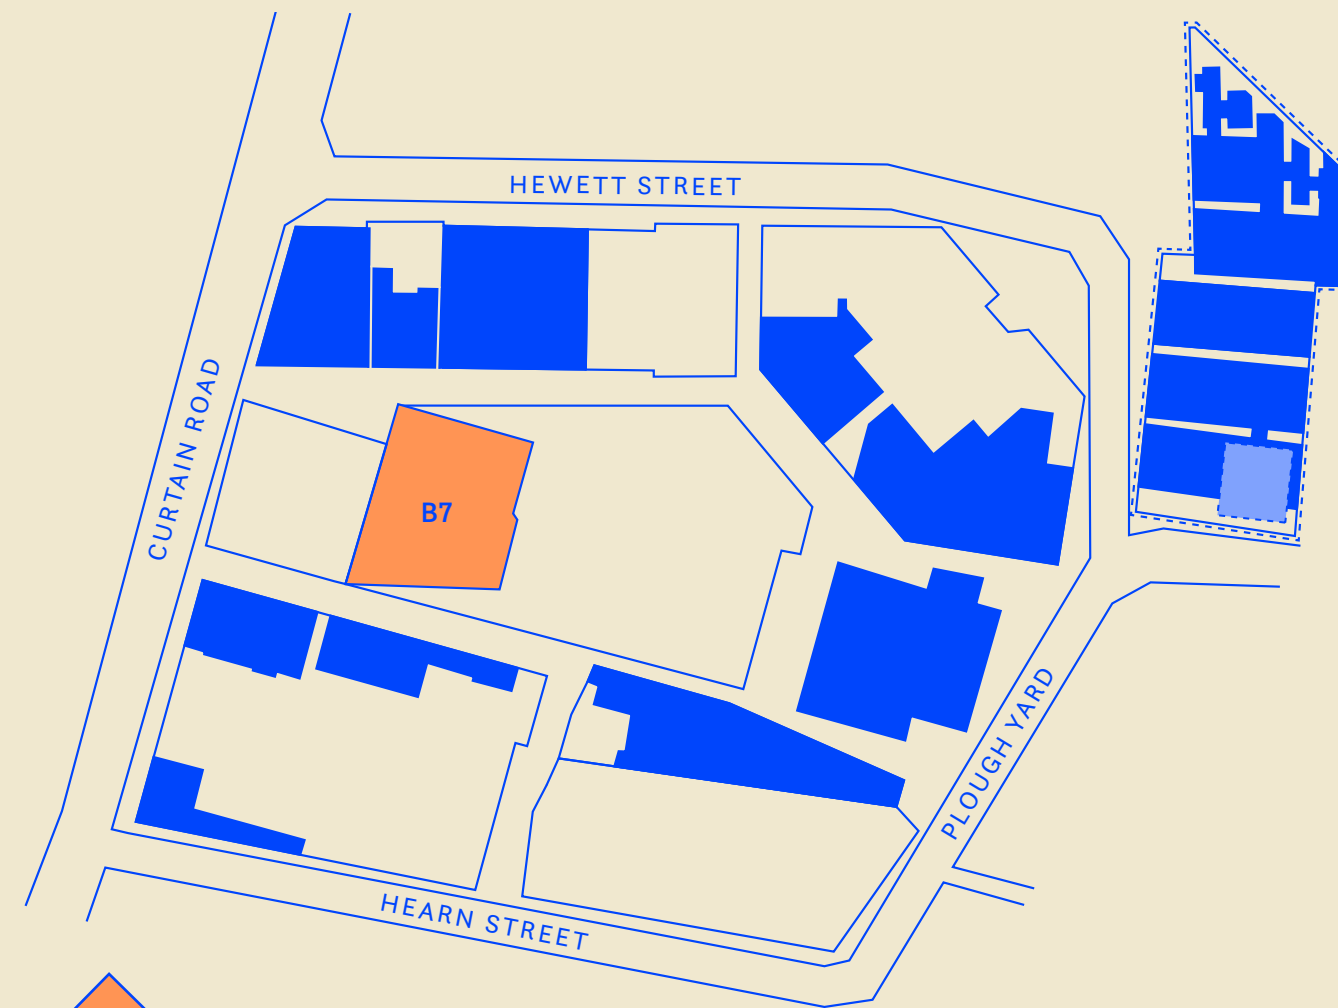 HEWETT STREET
CURTAIN ROAD
B7
PLOUGH YARD
HEARN STREET